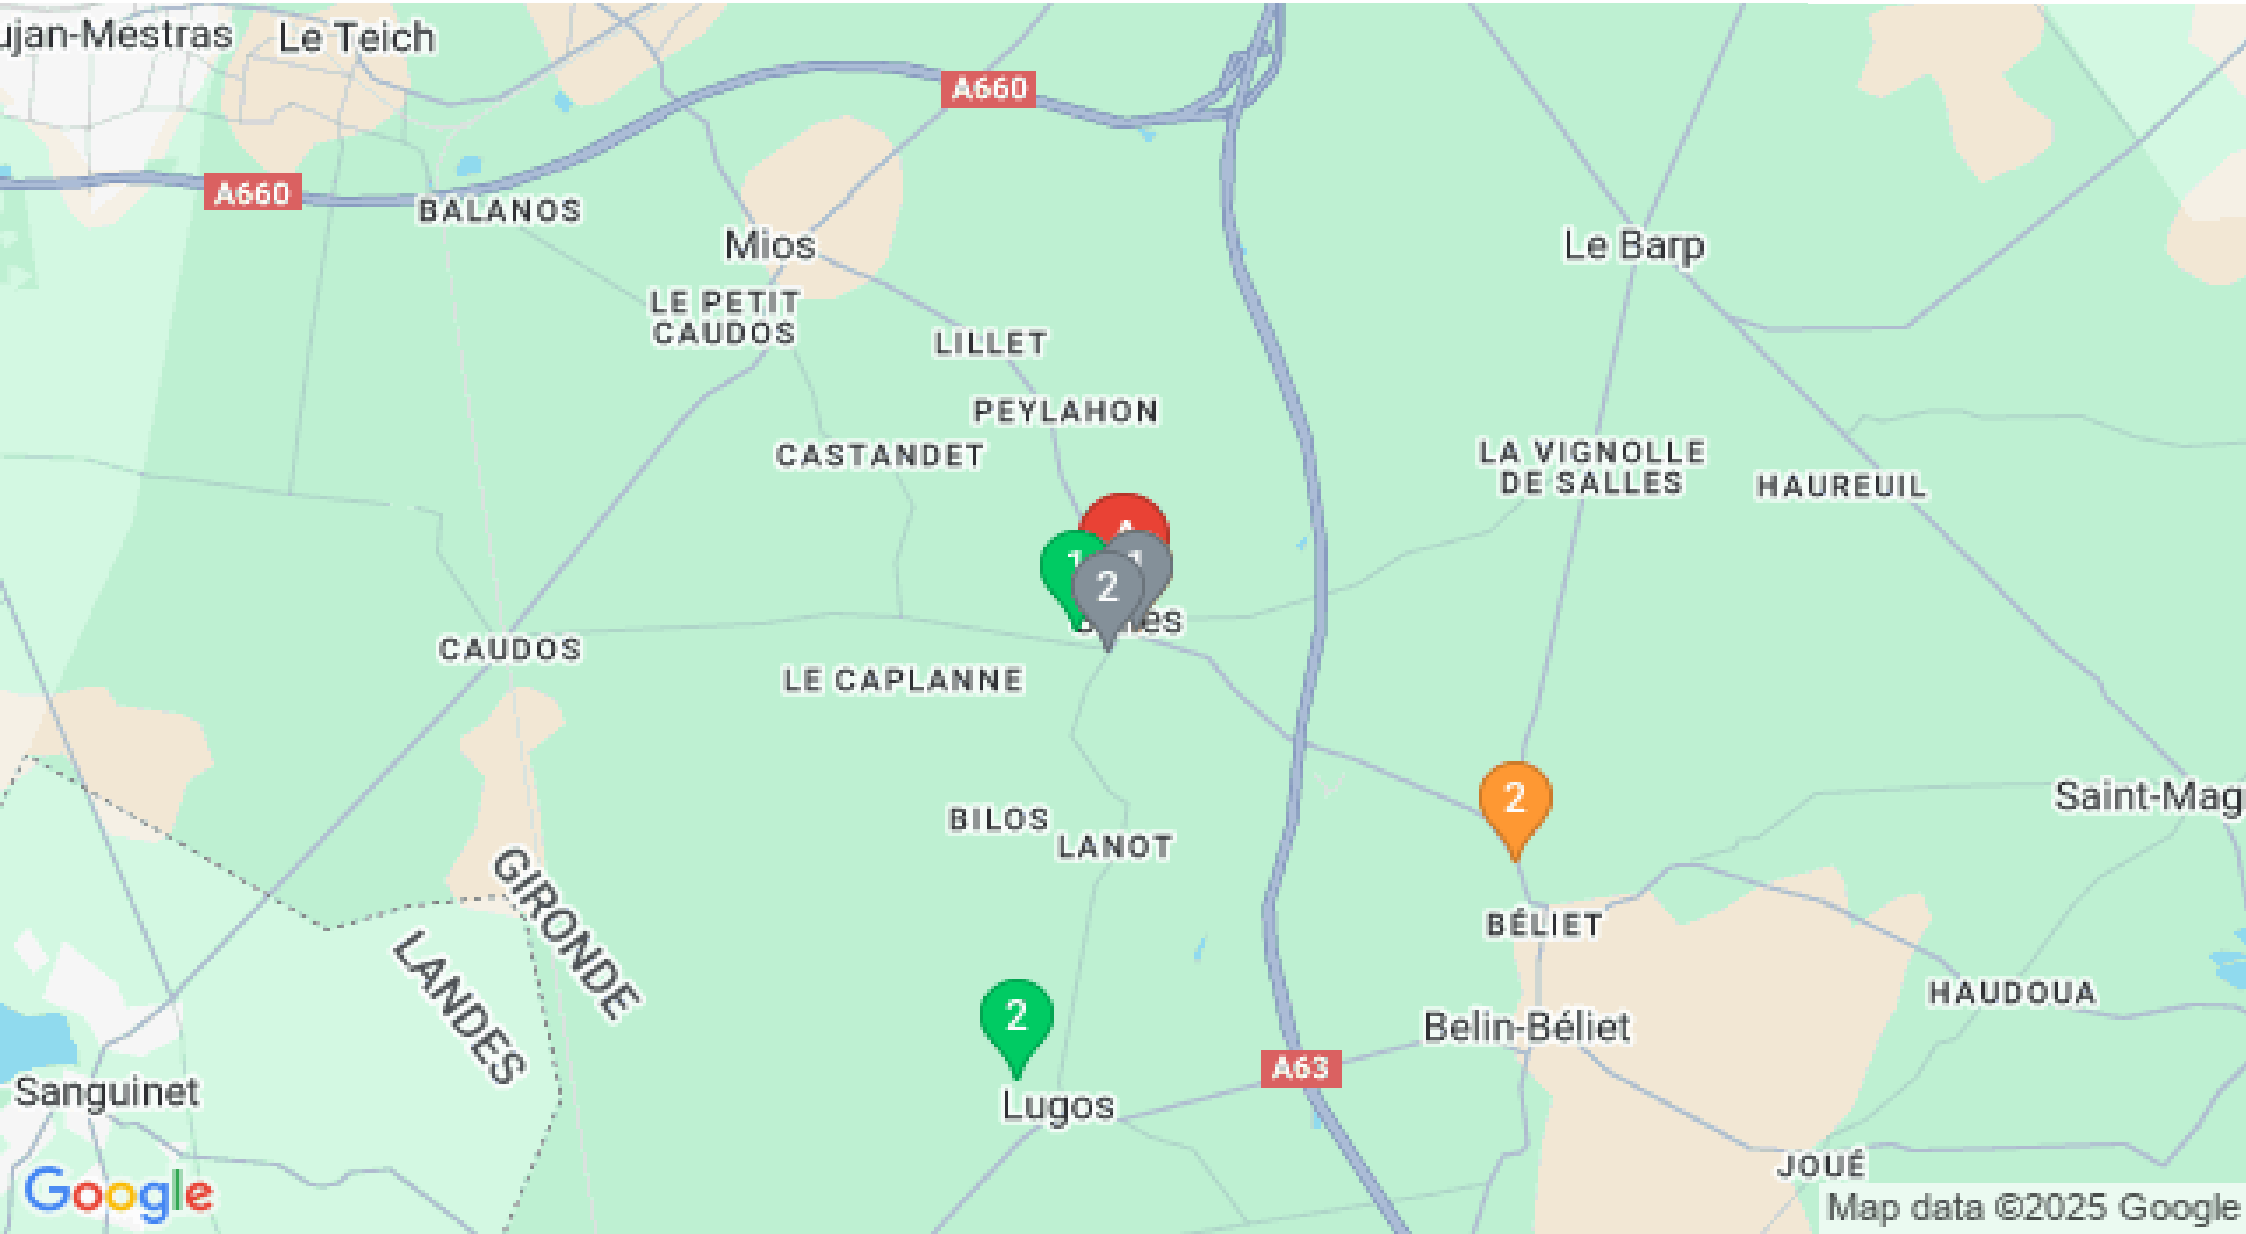 ujan-Mestras
Le Teich
A660
A660
BALANOS
Mios
Le Barp
LE PETIT
CAUDOS
LILLET
PEYLAHON
CASTANDET
LA VIGNOLLE
DE SALLES
HAUREUIL
A
1
1
2
CAUDOS
LE CAPLANNE
2
Saint-Mag
BILOS
LANOT
GIRONDE
LANDES
BÉLIET
HAUDOUA
2
Belin-Béliet
A63
Sanguinet
Lugos
JOUÉ
Google
Map data ©2025 Google